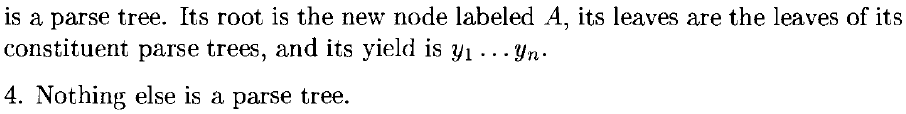 is a parse tree. Its root is the new node labeled A, its leaves are the leaves of its
constituent parse trees, and its yield is y₁ . . . yₙ.
4. Nothing else is a parse tree.